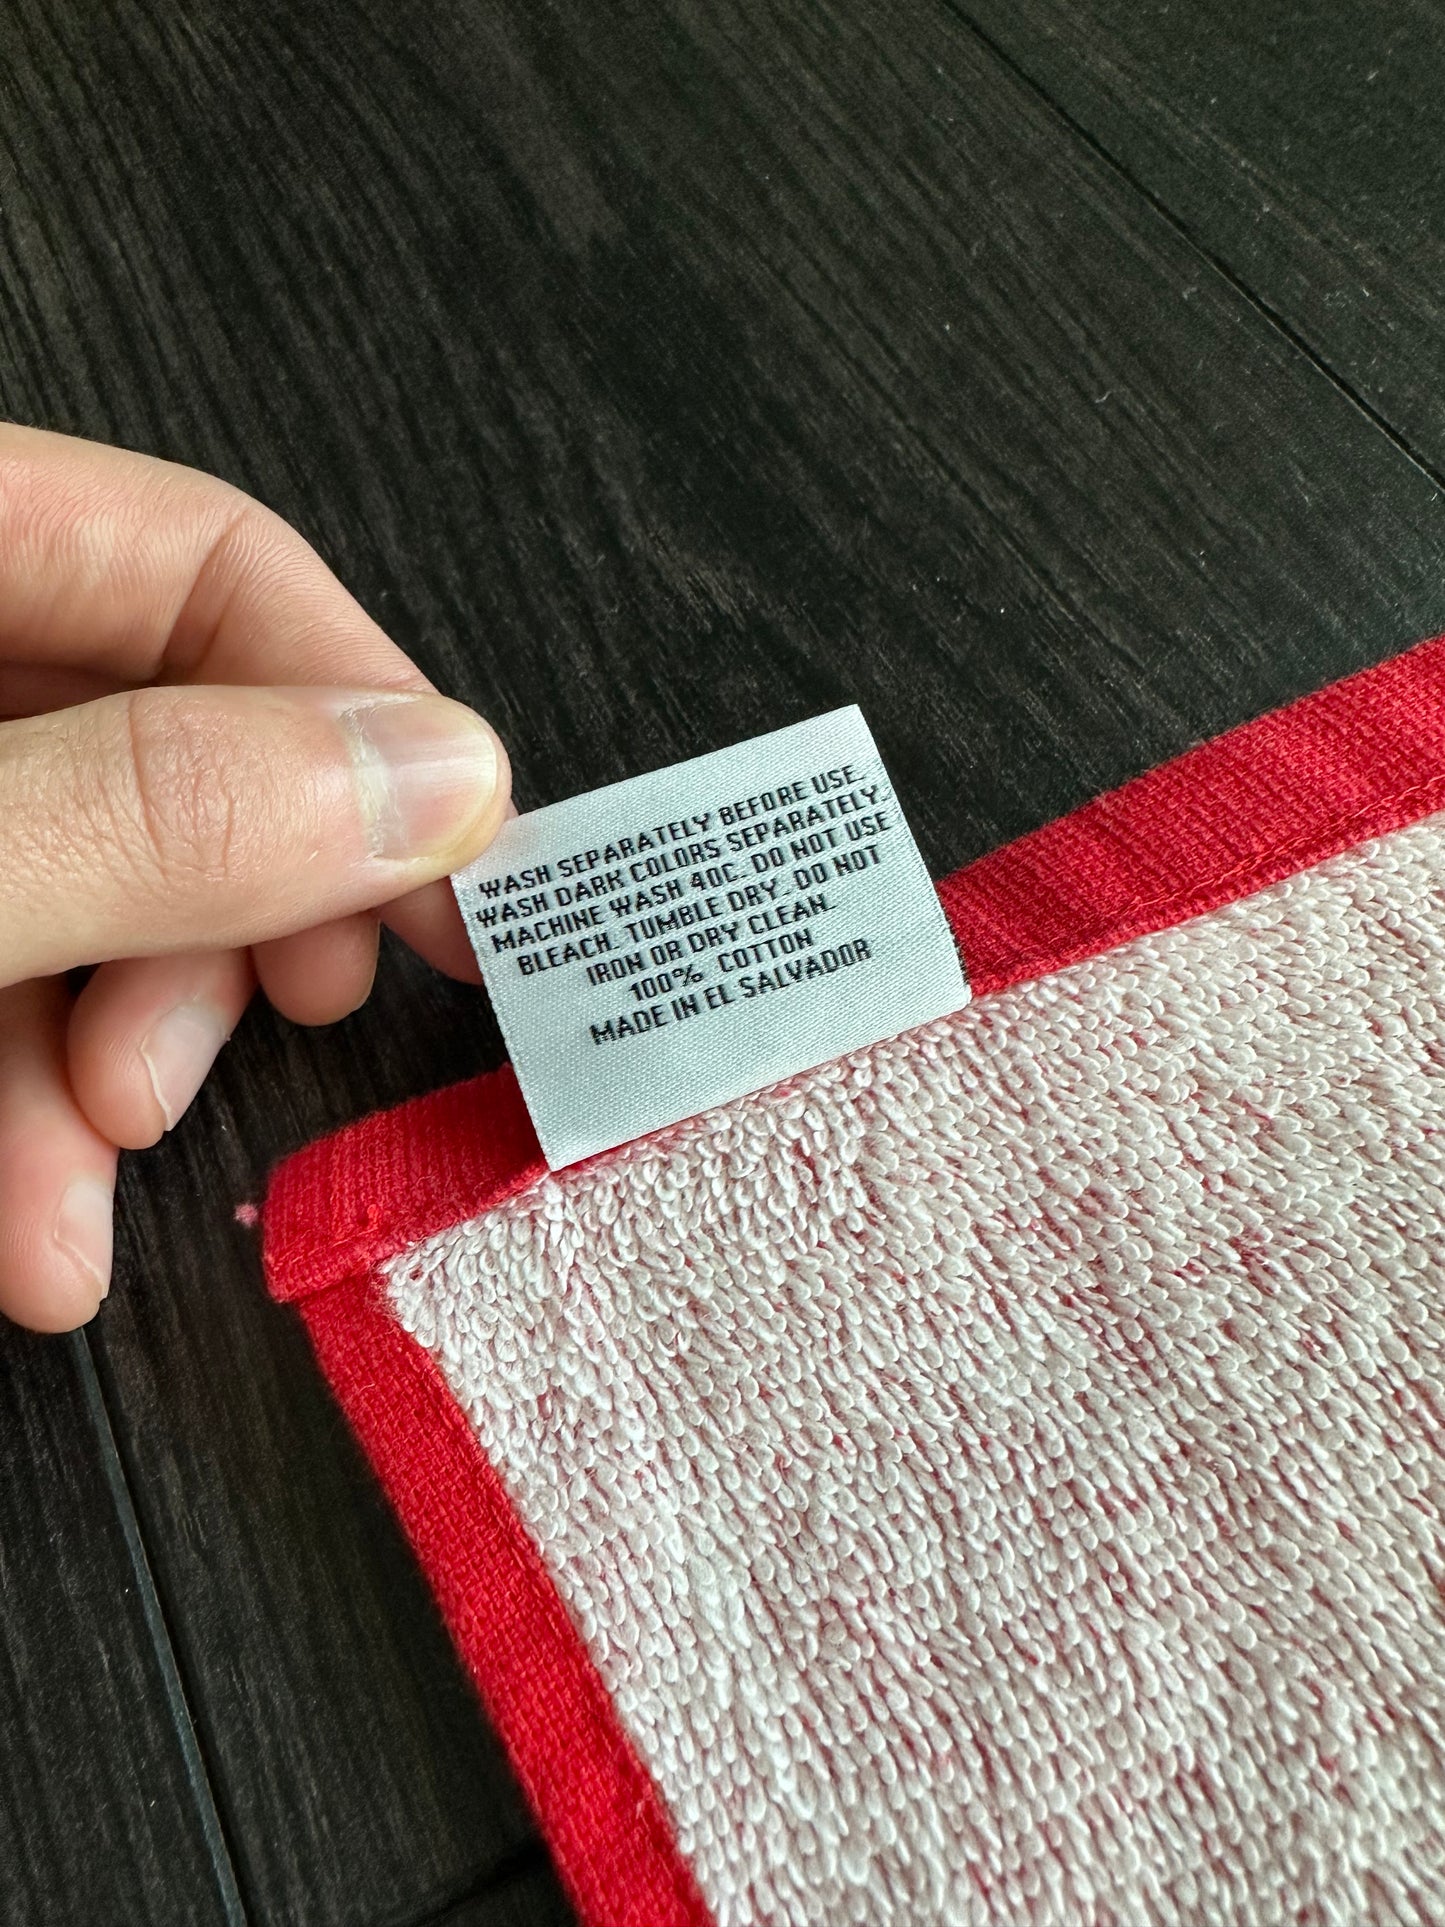 WASH SEPARATELY BEFORE USE.
WASH DARK COLORS SEPARATELY.
MACHINE WASH 40C. DO NOT USE
BLEACH. TUMBLE DRY. DO NOT
IRON OR DRY CLEAN.
100% COTTON
MADE IN EL SALVADOR